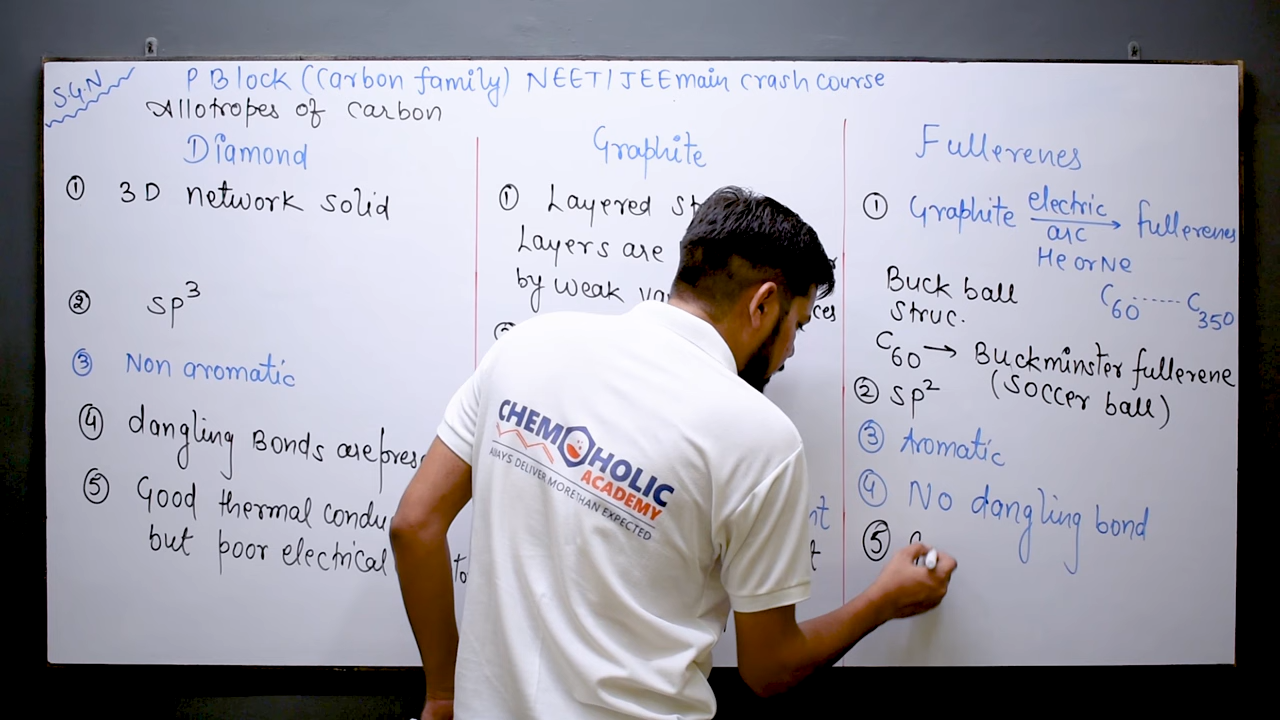 S.G.N
P Block (Carbon family) NEET/JEE main crash course
Allotropes of carbon
Diamond
① 3D network solid
② sp³
③ Non aromatic
④ dangling Bonds are
⑤ Good thermal
but poor electrical
Graphite
① Layered
Layers are
by weak
Fullerenes
① Graphite electric arc → fullerenes
He or Ne
Buck ball
struc.
C60 ...... C350
C60 → Buckminster fullerene
(Soccer ball)
② sp²
③ Aromatic
④ No dangling bond
⑤
CHEMOHOLIC
ACADEMY
ALWAYS DELIVER MORE THAN EXPECTED